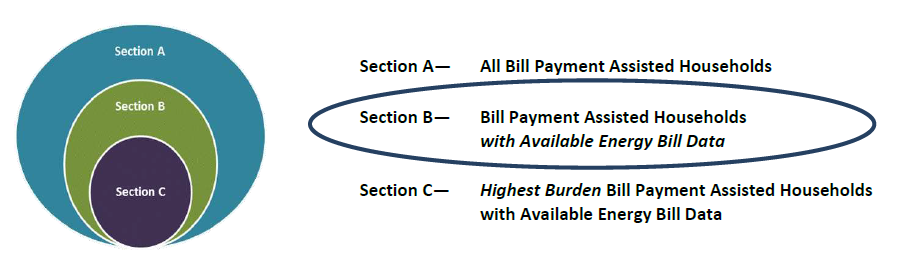 Section A
Section B
Section C
Section A— All Bill Payment Assisted Households
Section B— Bill Payment Assisted Households
with Available Energy Bill Data
Section C— Highest Burden Bill Payment Assisted Households
with Available Energy Bill Data